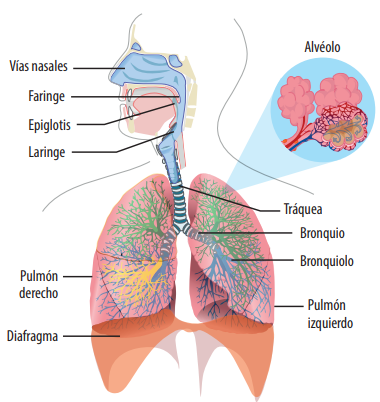 Alvéolo
Vías nasales
Faringe
Epiglotis
Laringe
Tráquea
Bronquio
Bronquiolo
Pulmón
derecho
Pulmón
izquierdo
Diafragma